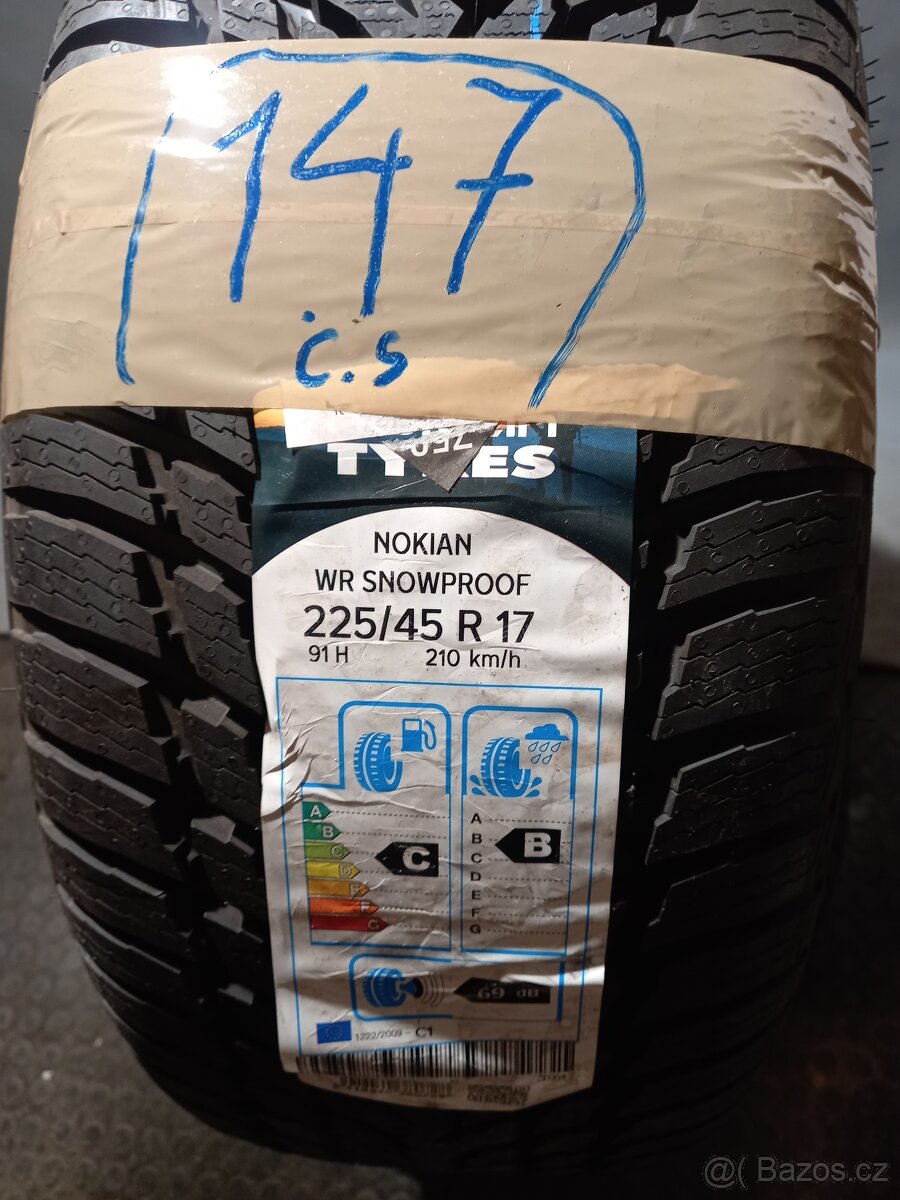 147
č.s
TYRES
NOKIAN
WR SNOWPROOF
225/45 R 17
91 H 210 km/h
A
B
C
D
E
F
G
C
A
B
C
D
E
F
G
B
69 dB
1222/2009 - C1
@( Bazos.cz